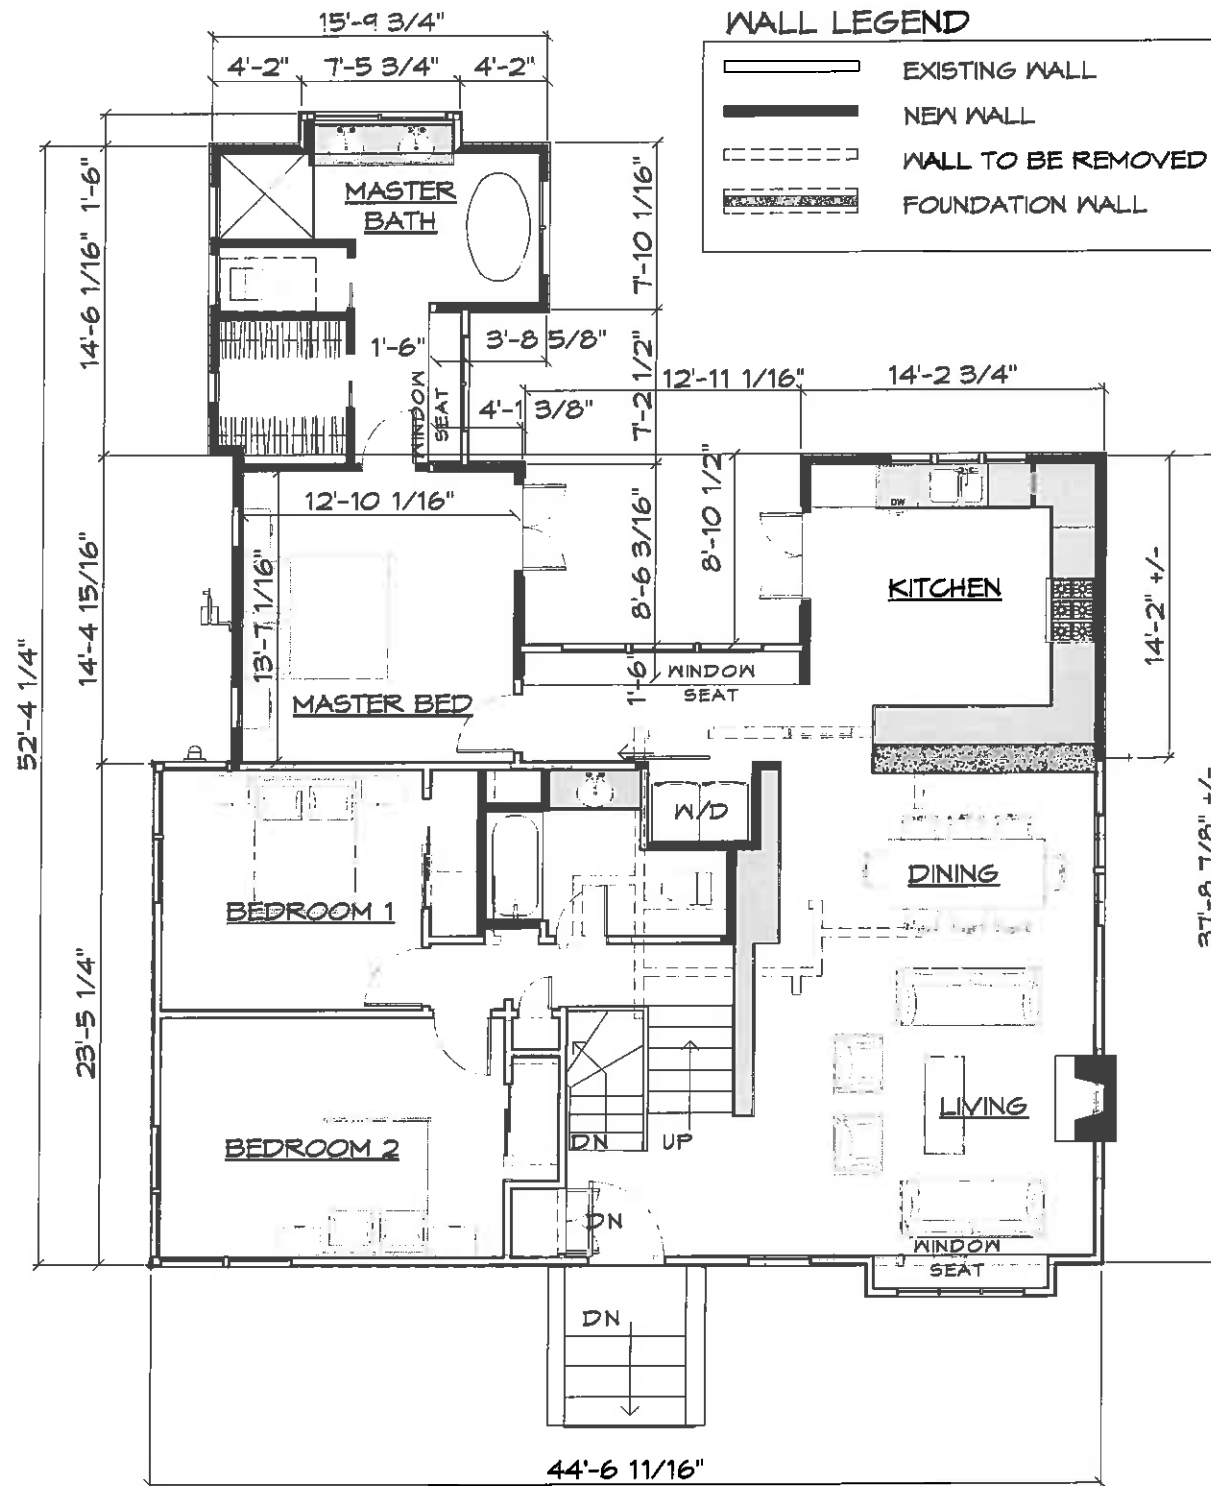 WALL LEGEND
EXISTING WALL
NEW WALL
WALL TO BE REMOVED
FOUNDATION WALL
15'-9 3/4"
4'-2"
7'-5 3/4"
4'-2"
1'-6"
14'-6 1/16"
MASTER
BATH
7'-10 1/16"
1'-6"
3'-8 5/8"
7'-2 1/2"
12'-11 1/16"
14'-2 3/4"
WINDOW
SEAT
4'-1 3/8"
12'-10 1/16"
13'-7 1/16"
14'-4 15/16"
8'-6 3/16"
8'-10 1/2"
DW
KITCHEN
14'-2" +/-
52'-4 1/4"
MASTER BED
1'-6"
WINDOW
SEAT
W/D
37'-8 7/8" +/-
DINING
BEDROOM 1
23'-5 1/4"
LIVING
BEDROOM 2
DN
UP
DN
WINDOW
SEAT
DN
44'-6 11/16"